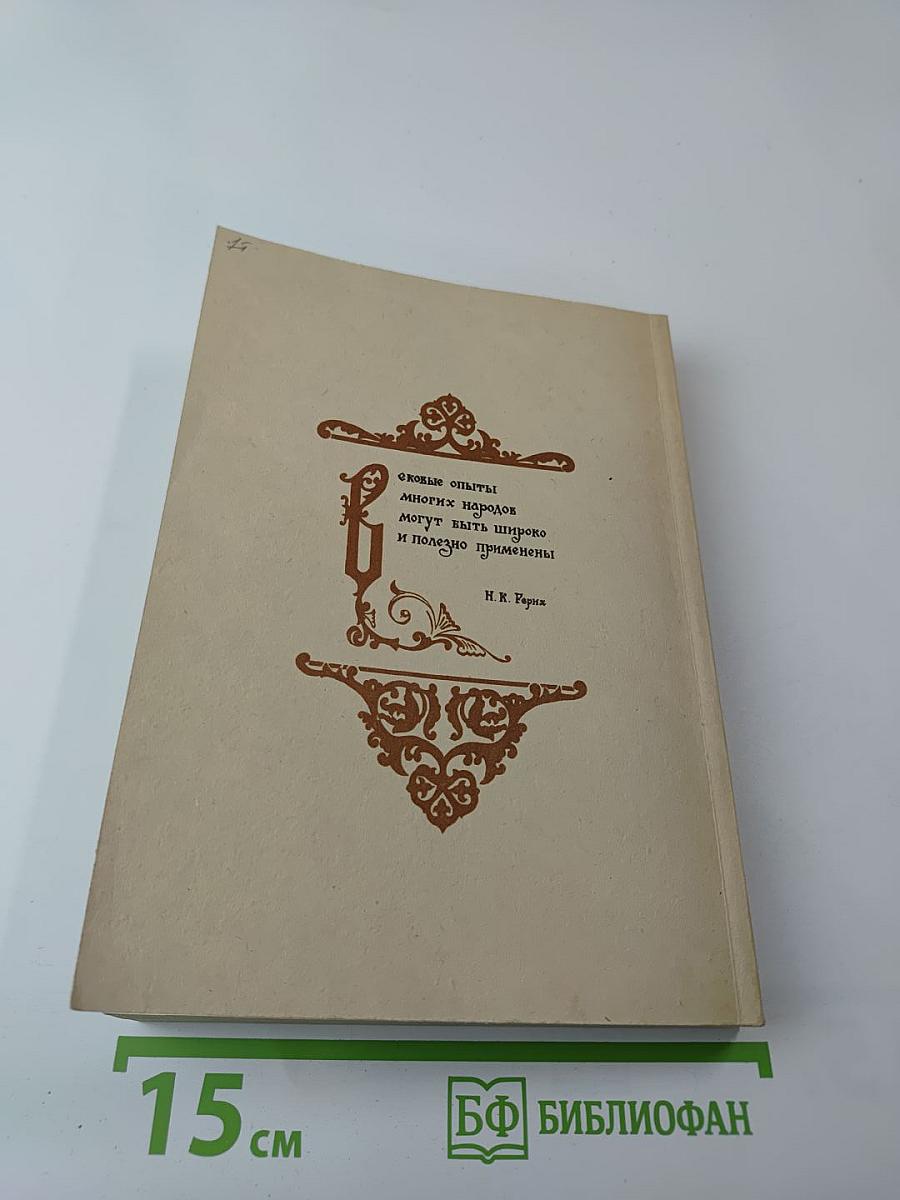 Вековые опыты
многих народов
могут быть широко
и полезно применены
Н. К. Рерих
15 см
БФ БИБЛИОФАН